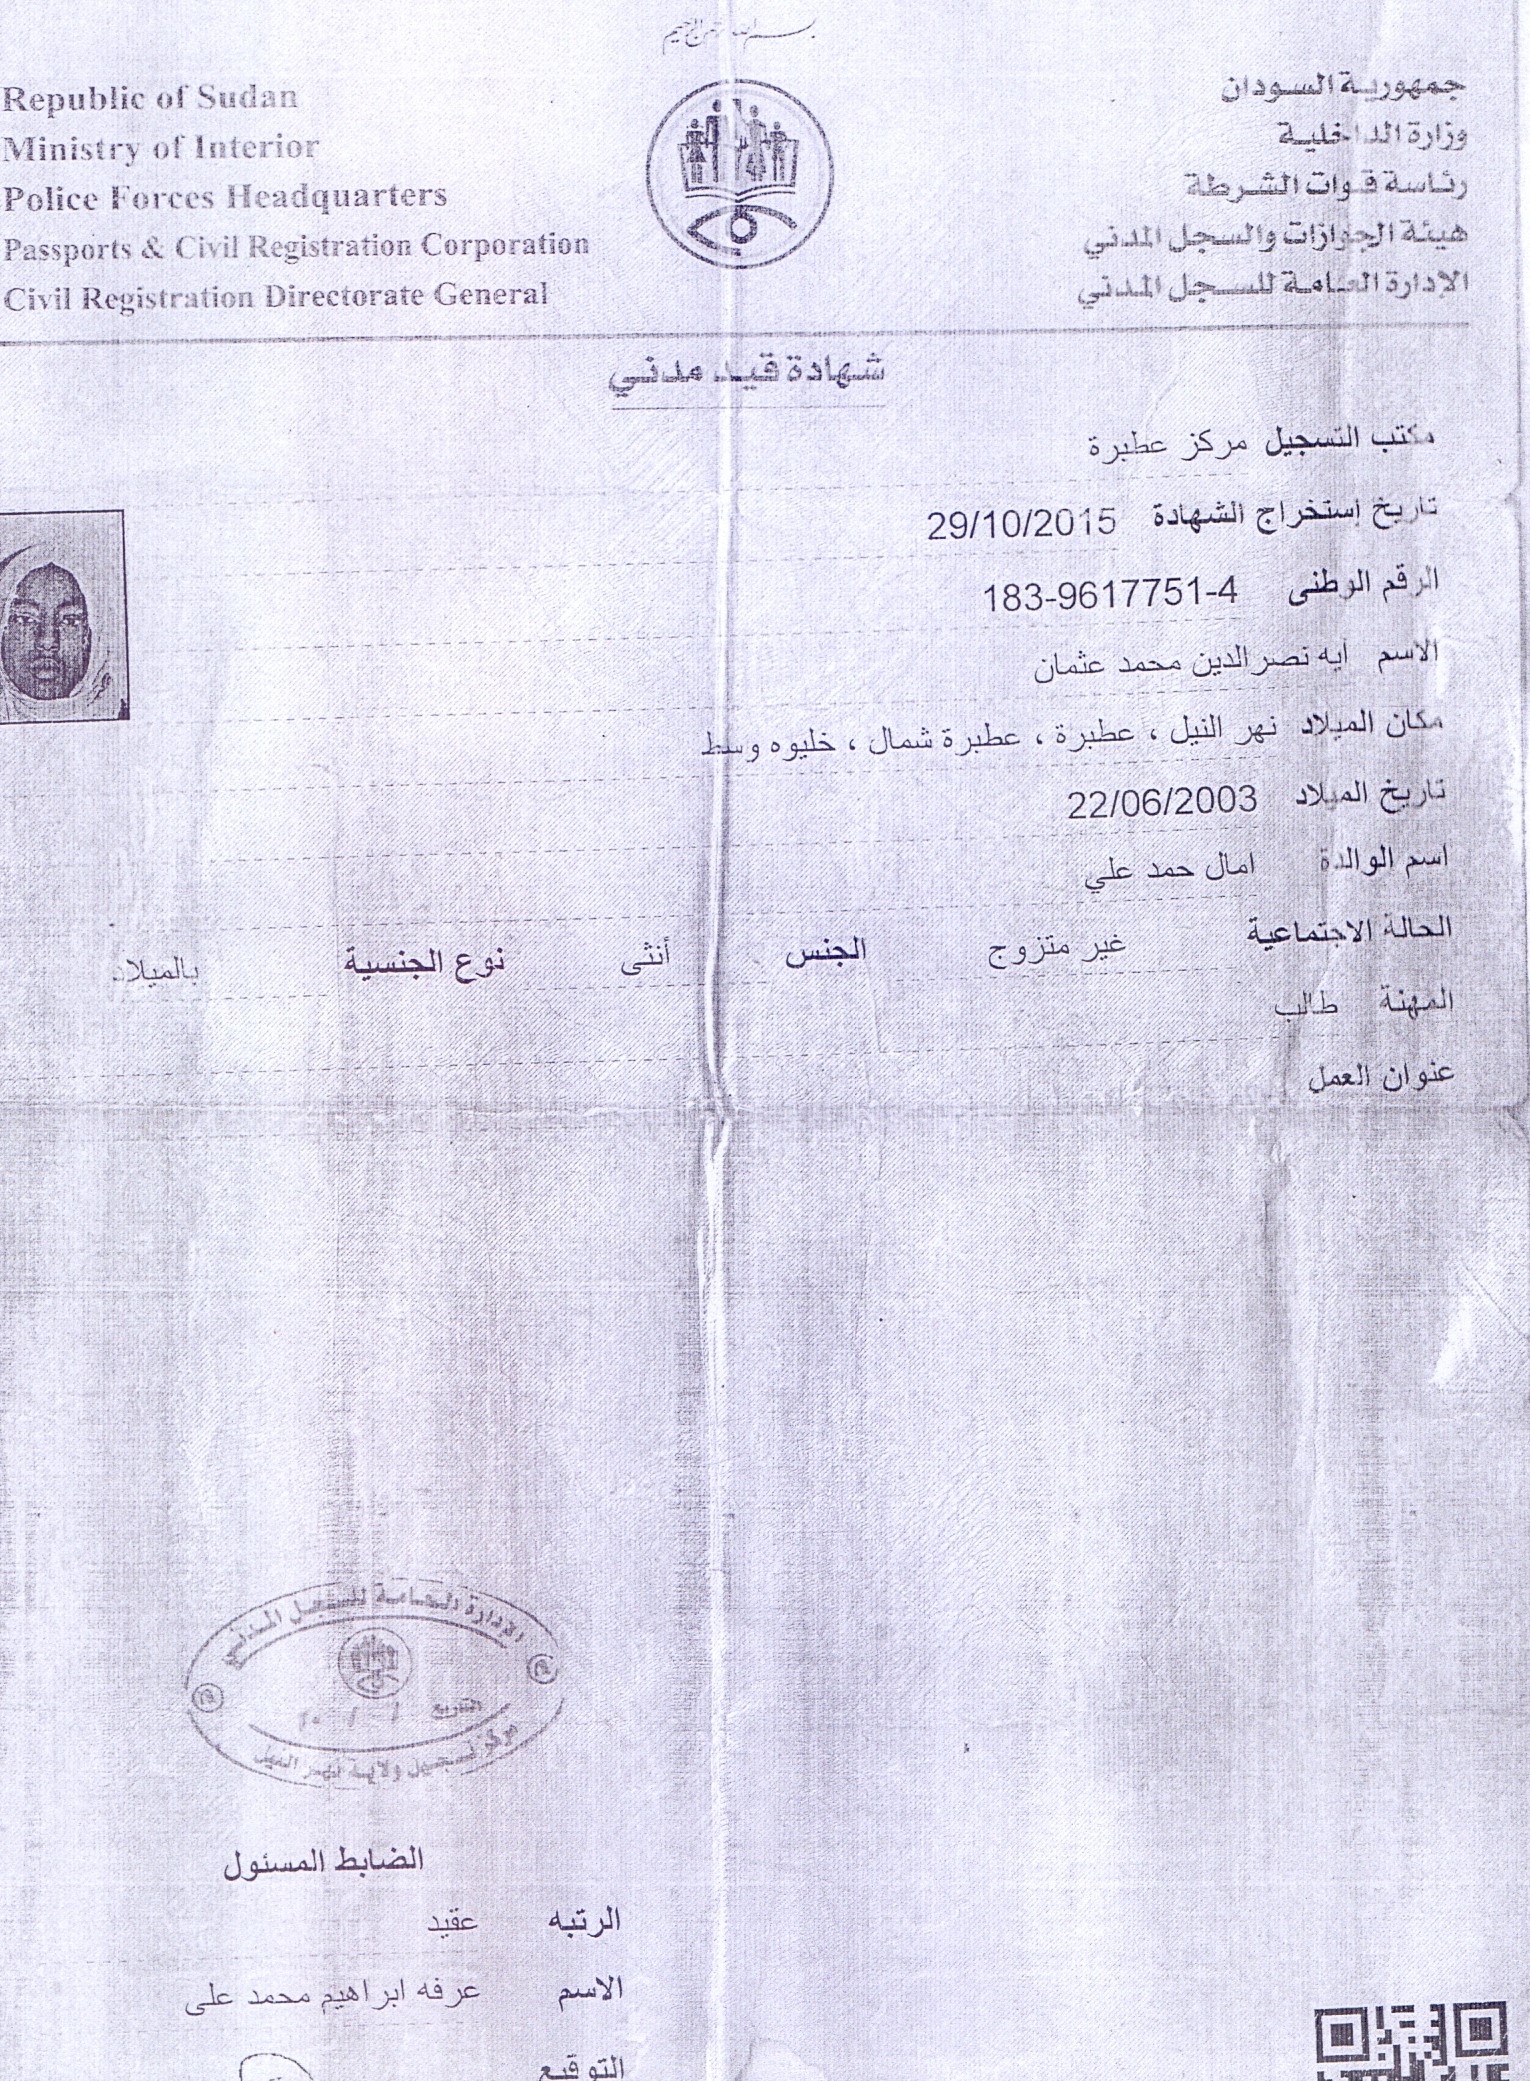 بسم الله الرحمن الرحيم
Republic of Sudan
Ministry of Interior
Police Forces Headquarters
Passports & Civil Registration Corporation
Civil Registration Directorate General
جمهورية السودان
وزارة الداخلية
رئاسة قوات الشرطة
هيئة الجوازات والسجل المدني
الإدارة العامة للسجل المدني
شهادة قيد مدني
مكتب التسجيل مركز عطبرة
تاريخ إستخراج الشهادة 29/10/2015
الرقم الوطنى 183-9617751-4
الاسم ايه نصرالدين محمد عثمان
مكان الميلاد نهر النيل ، عطبرة ، عطبرة شمال ، خليوه وسط
تاريخ الميلاد 22/06/2003
اسم الوالدة امال حمد علي
الحالة الاجتماعية غير متزوج الجنس أنثى نوع الجنسية بالميلاد
المهنة طالب
عنوان العمل
الإدارة العامة للسجل المدني
التاريخ
مركز تسجيل ولاية نهر النيل
الضابط المسئول
الرتبه عقيد
الاسم عرفه ابراهيم محمد على
التوقيع